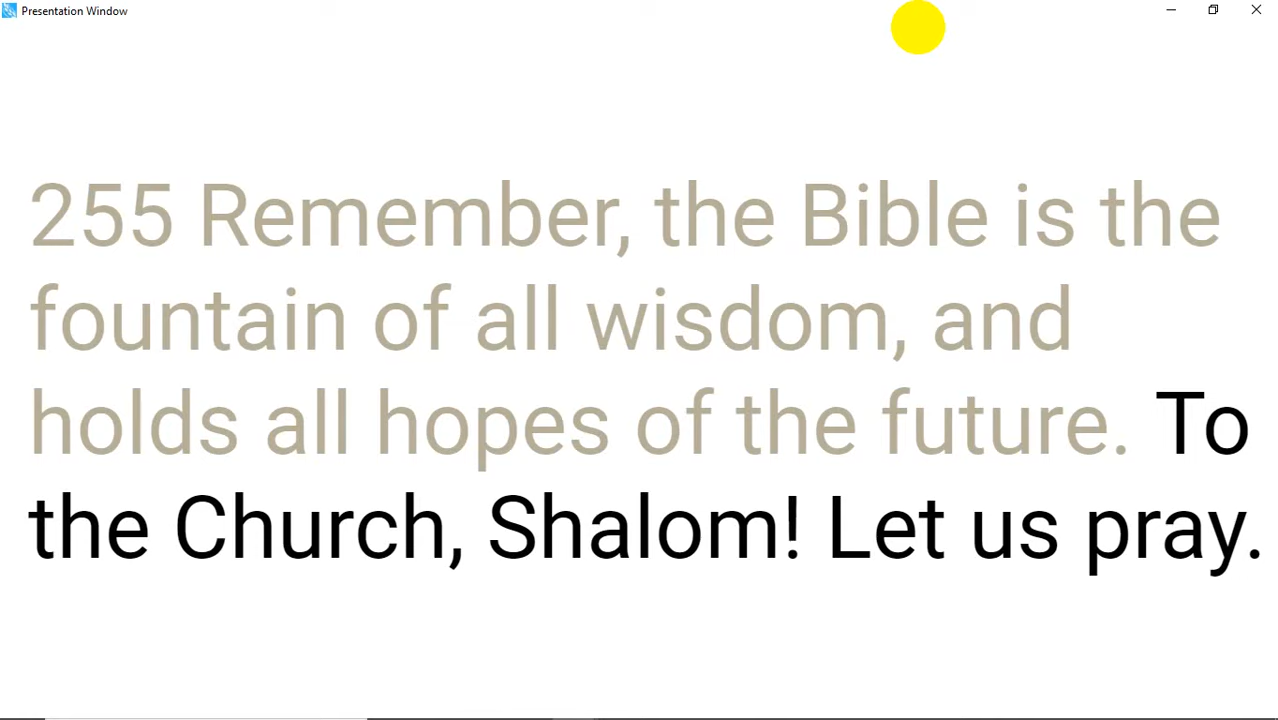 Presentation Window
255 Remember, the Bible is the
fountain of all wisdom, and
holds all hopes of the future. To
the Church, Shalom! Let us pray.